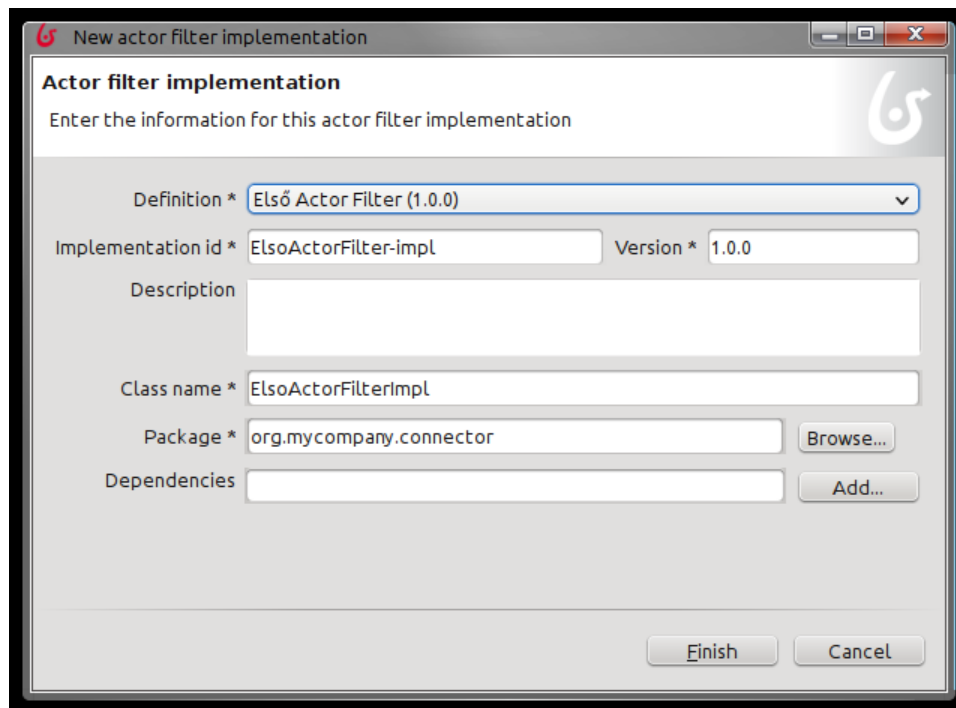 New actor filter implementation
Actor filter implementation
Enter the information for this actor filter implementation
Definition * Első Actor Filter (1.0.0)
Implementation id * ElsoActorFilter-impl Version * 1.0.0
Description
Class name * ElsoActorFilterImpl
Package * org.mycompany.connector Browse...
Dependencies Add...
Finish Cancel